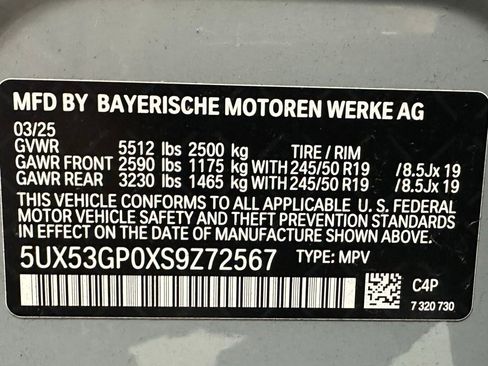 MFD BY BAYERISCHE MOTOREN WERKE AG
03/25
GVWR 5512 lbs 2500 kg TIRE / RIM
GAWR FRONT 2590 lbs 1175 kg WITH 245/50 R19 /8.5Jx 19
GAWR REAR 3230 lbs 1465 kg WITH 245/50 R19 /8.5Jx 19
THIS VEHICLE CONFORMS TO ALL APPLICABLE U. S. FEDERAL
MOTOR VEHICLE SAFETY AND THEFT PREVENTION STANDARDS
IN EFFECT ON THE DATE OF MANUFACTURE SHOWN ABOVE.
5UX53GP0XS9Z72567 TYPE: MPV
C4P
7 320 730